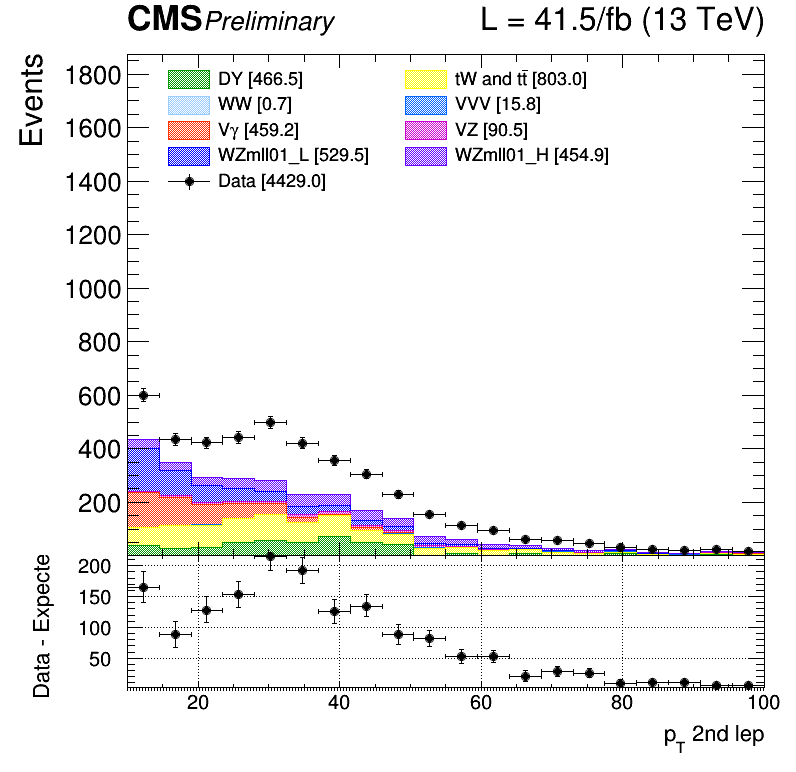 CMS Preliminary L = 41.5/fb (13 TeV)
Events
1800
1600
1400
1200
1000
800
600
400
200
DY [466.5] tW and tt̄ [803.0]
WW [0.7] VVV [15.8]
Vγ [459.2] VZ [90.5]
WZmll01_L [529.5] WZmll01_H [454.9]
Data [4429.0]
Data - Expecte
200
150
100
50
20 40 60 80 100
p_T 2nd lep